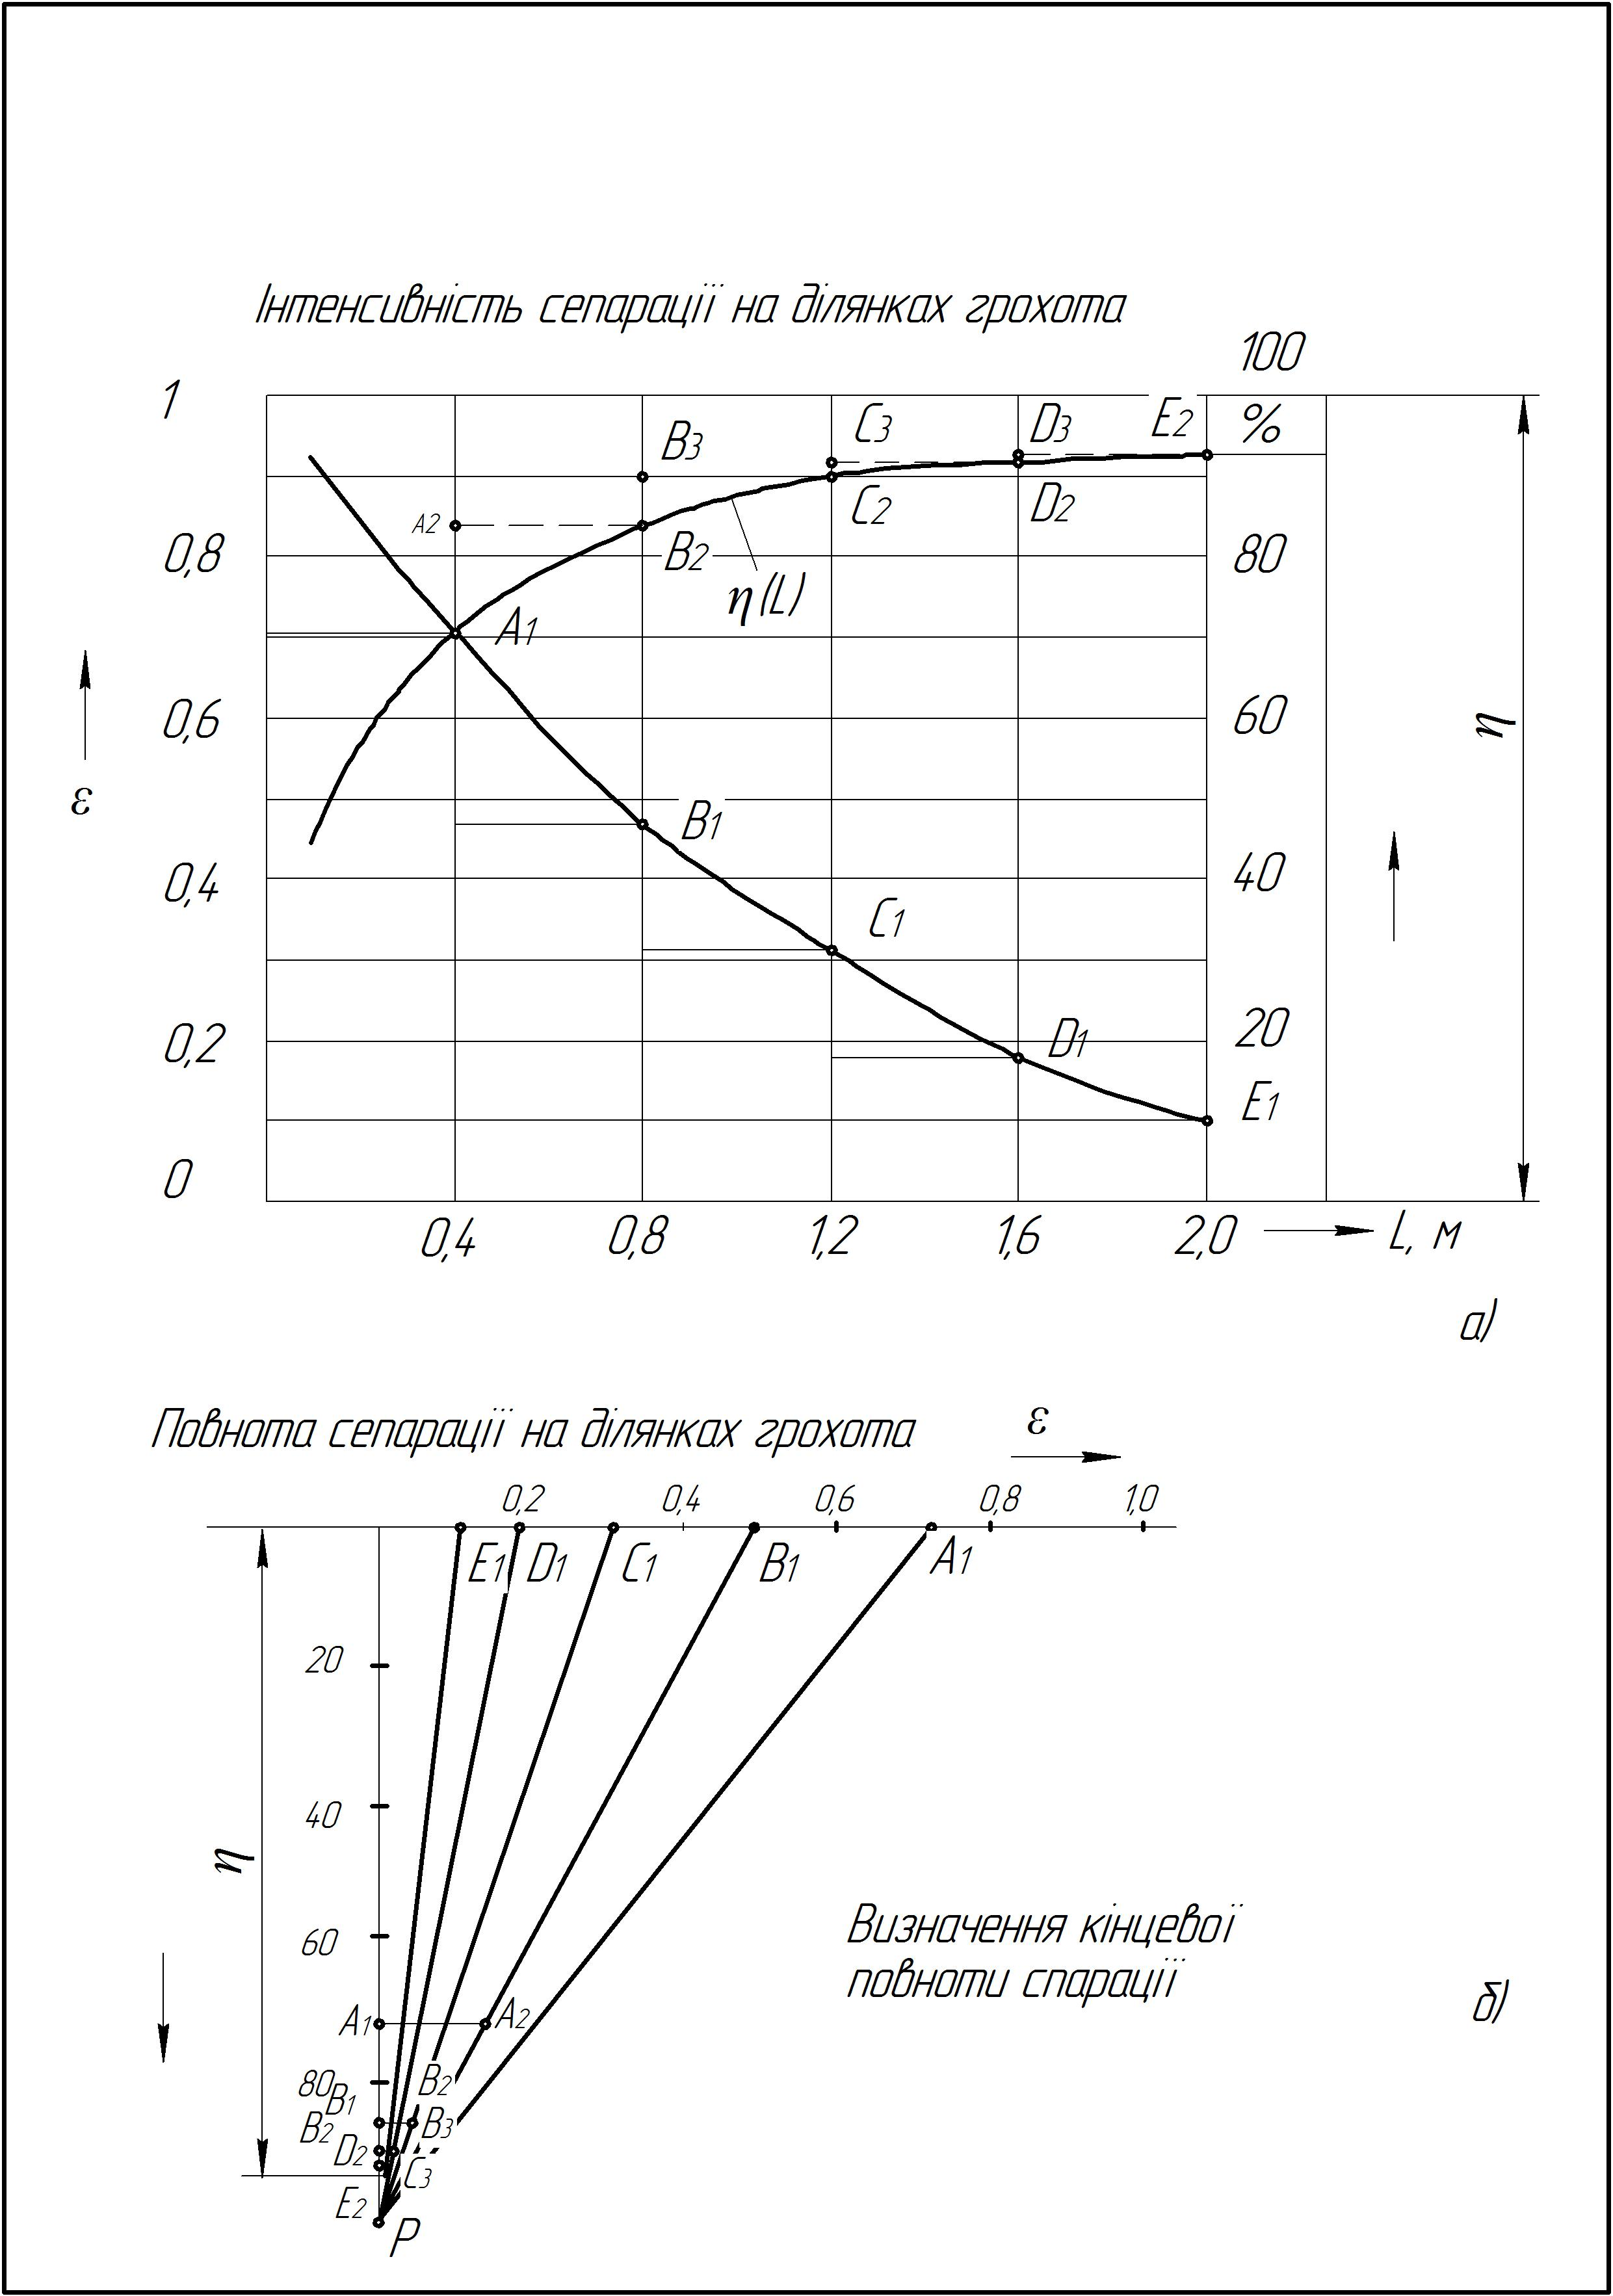 Інтенсивність сепарації на ділянках грохота
100
1
%
C3
D3
E2
B3
A2
C2
D2
0,8
B2
80
η(L)
A1
0,6
60
η
ε
B1
0,4
40
C1
0,2
20
D1
E1
0
0,4
0,8
1,2
1,6
2,0
L, м
а)
Повнота сепарації на ділянках грохота
ε
0,2
0,4
0,6
0,8
1,0
E1
D1
C1
B1
A1
20
40
η
60
Визначення кінцевої
повноти спарації
б)
A1
A2
80
B2
B1
B2
B3
D2
C3
E2
P